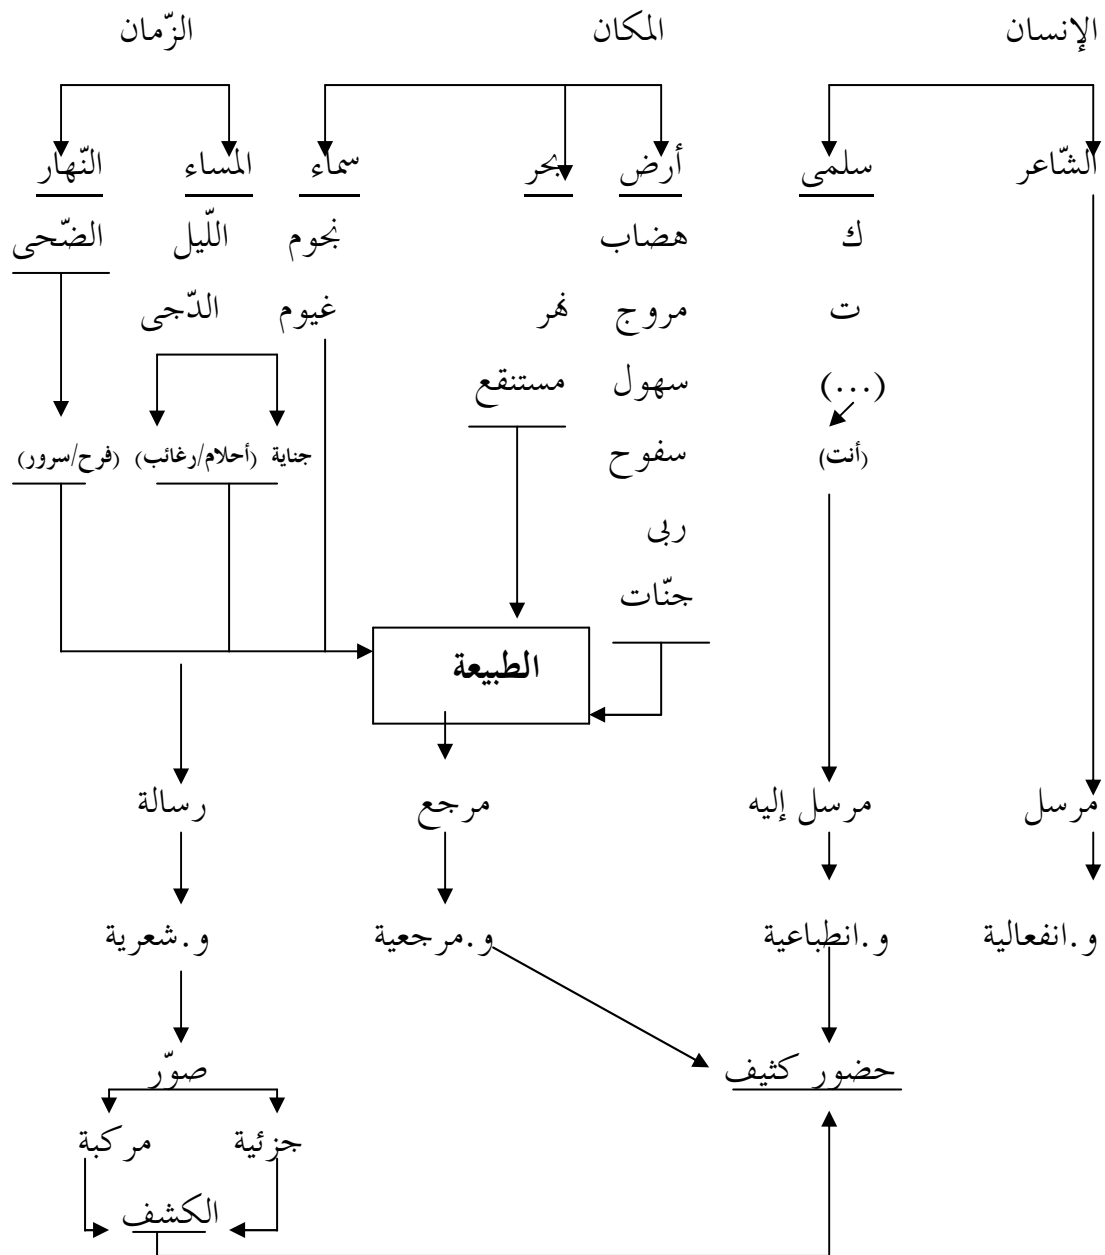 الإنسان المكان الزّمان
الشّاعر سلمى أرض بحر سماء المساء النّهار
ك هضاب نجوم اللّيل الضّحى
ت مروج نهر غيوم الدّجى
(...) سهول مستنقع
(أنت) سفوح جناية (أحلام/رغائب) (فرح/سرور)
ربى
جنّات
الطبيعة
مرسل مرسل إليه مرجع رسالة
و.انفعالية و.انطباعية و.مرجعية و.شعرية
حضور كثيف صوّر
جزئية مركبة
الكشف